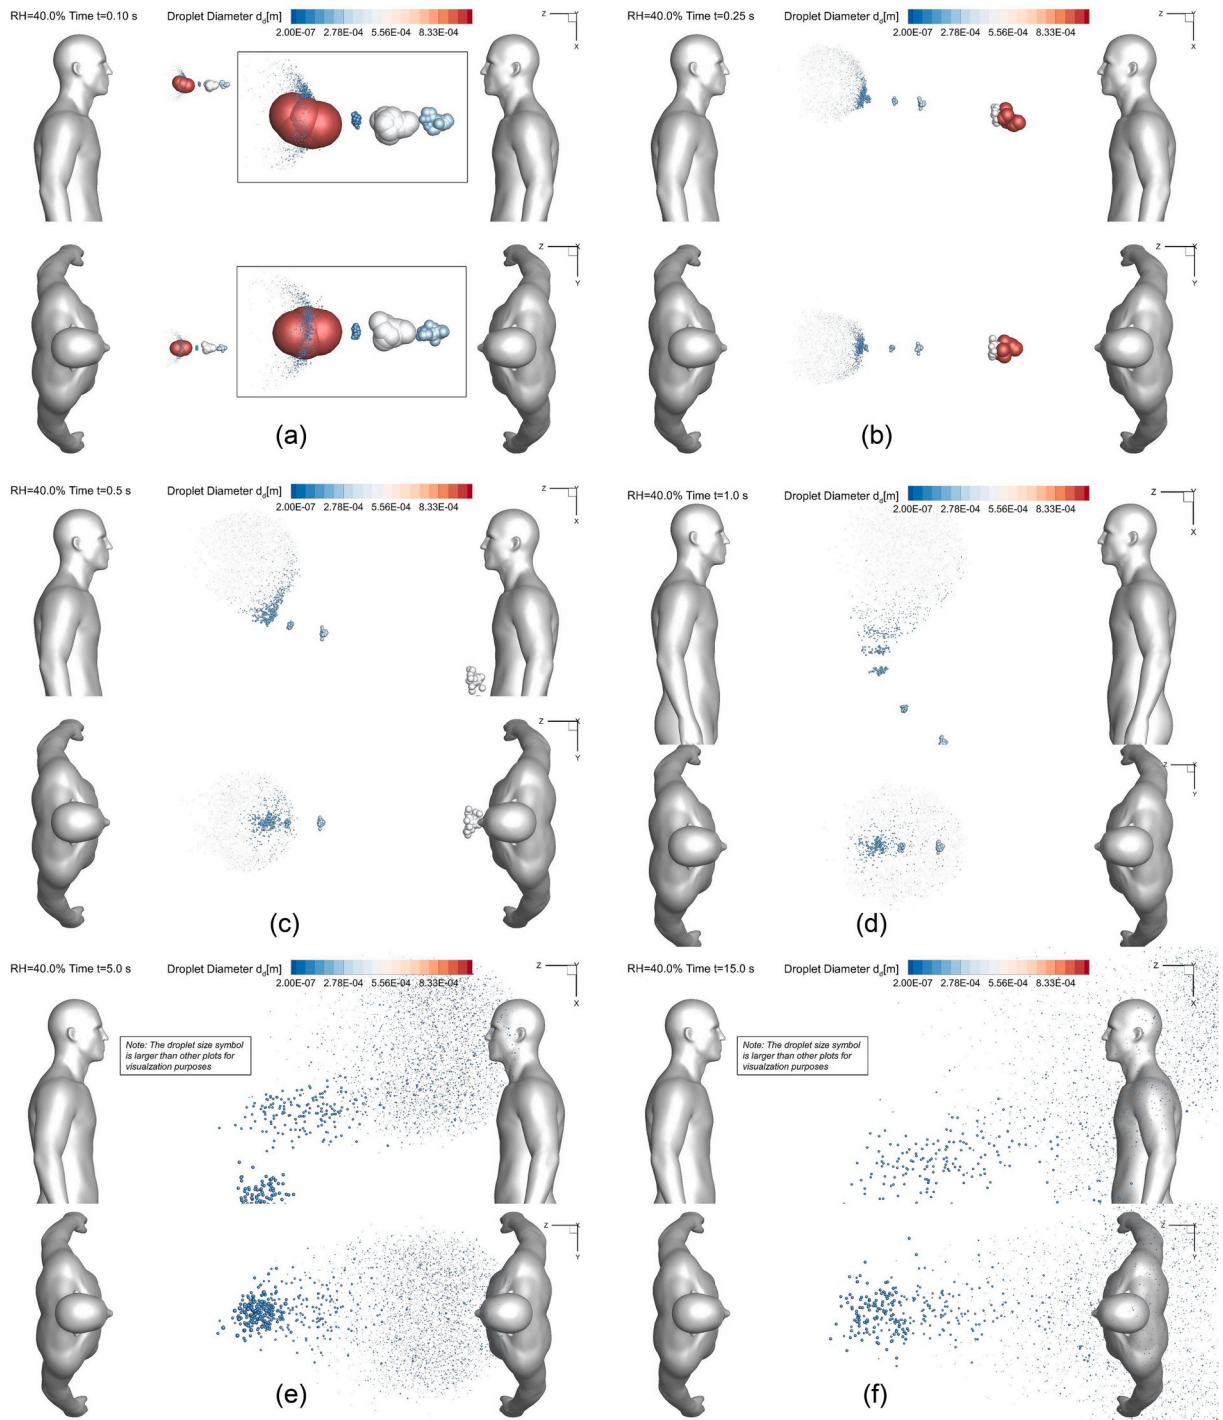 RH=40.0% Time t=0.10 s
Droplet Diameter d_d[m]
2.00E-07 2.78E-04 5.56E-04 8.33E-04
Z Y
X
Z X
Y
(a)
RH=40.0% Time t=0.25 s
Droplet Diameter d_d[m]
2.00E-07 2.78E-04 5.56E-04 8.33E-04
Z Y
X
Z X
Y
(b)
RH=40.0% Time t=0.5 s
Droplet Diameter d_d[m]
2.00E-07 2.78E-04 5.56E-04 8.33E-04
Z Y
X
Z X
Y
(c)
RH=40.0% Time t=1.0 s
Droplet Diameter d_d[m]
2.00E-07 2.78E-04 5.56E-04 8.33E-04
Z Y
X
Z X
Y
(d)
RH=40.0% Time t=5.0 s
Droplet Diameter d_d[m]
2.00E-07 2.78E-04 5.56E-04 8.33E-04
Z Y
X
Note: The droplet size symbol
is larger than other plots for
visualzation purposes
Z X
Y
(e)
RH=40.0% Time t=15.0 s
Droplet Diameter d_d[m]
2.00E-07 2.78E-04 5.56E-04 8.33E-04
Z Y
X
Note: The droplet size symbol
is larger than other plots for
visualzation purposes
Z X
Y
(f)